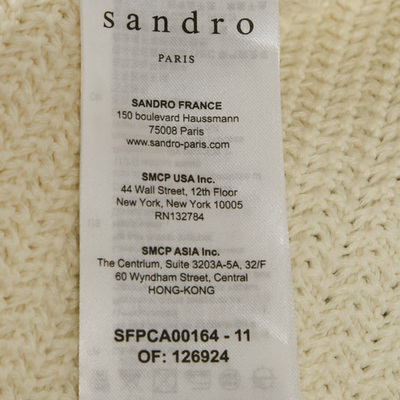 sandro
PARIS
SANDRO FRANCE
150 boulevard Haussmann
75008 Paris
www.sandro-paris.com
SMCP USA Inc.
44 Wall Street, 12th Floor
New York, New York 10005
RN132784
SMCP ASIA Inc.
The Centrium, Suite 3203A-5A, 32/F
60 Wyndham Street, Central
HONG-KONG
SFPCA00164 - 11
OF: 126924